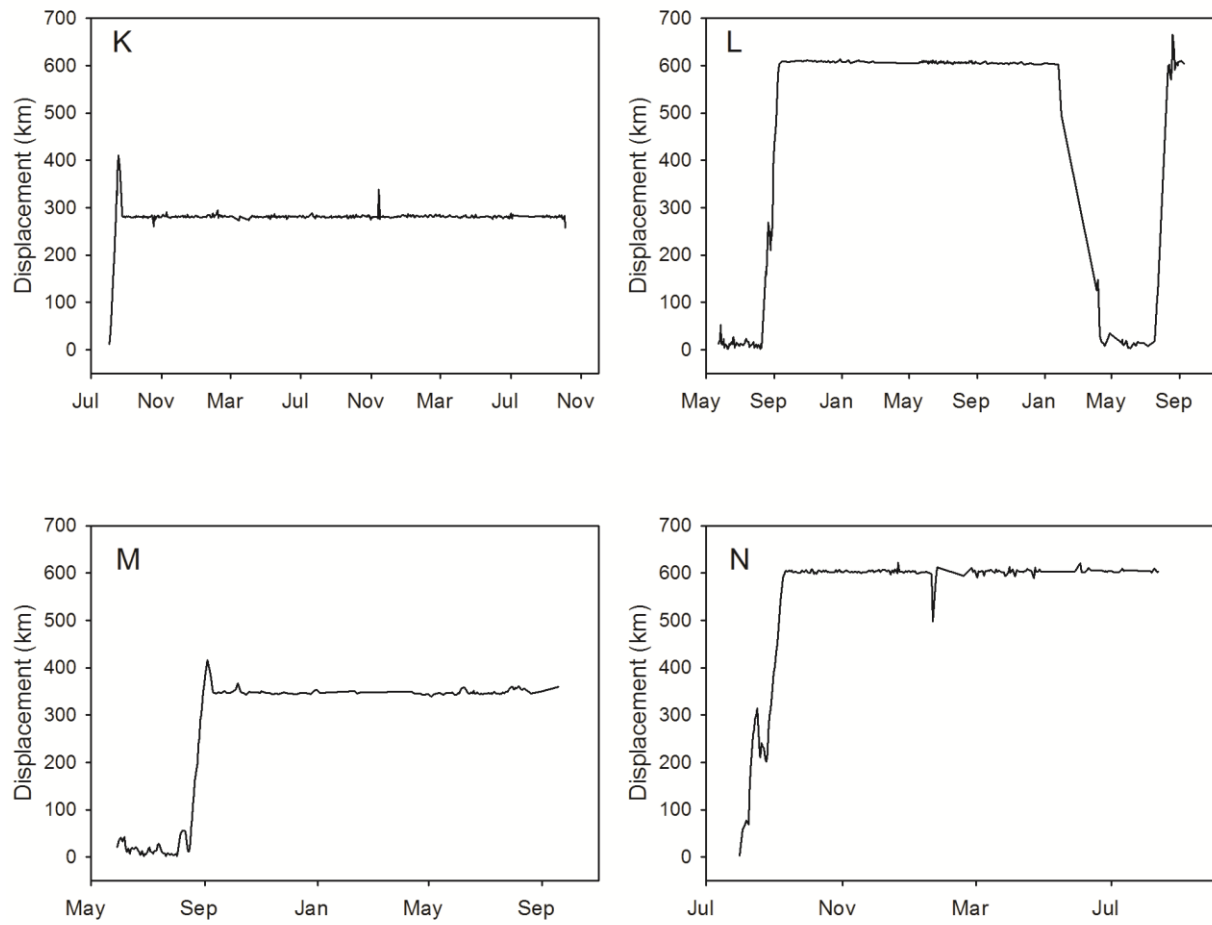 K
Displacement (km)
700
600
500
400
300
200
100
0
Jul Nov Mar Jul Nov Mar Jul Nov
L
Displacement (km)
700
600
500
400
300
200
100
0
May Sep Jan May Sep Jan May Sep
M
Displacement (km)
700
600
500
400
300
200
100
0
May Sep Jan May Sep
N
Displacement (km)
700
600
500
400
300
200
100
0
Jul Nov Mar Jul